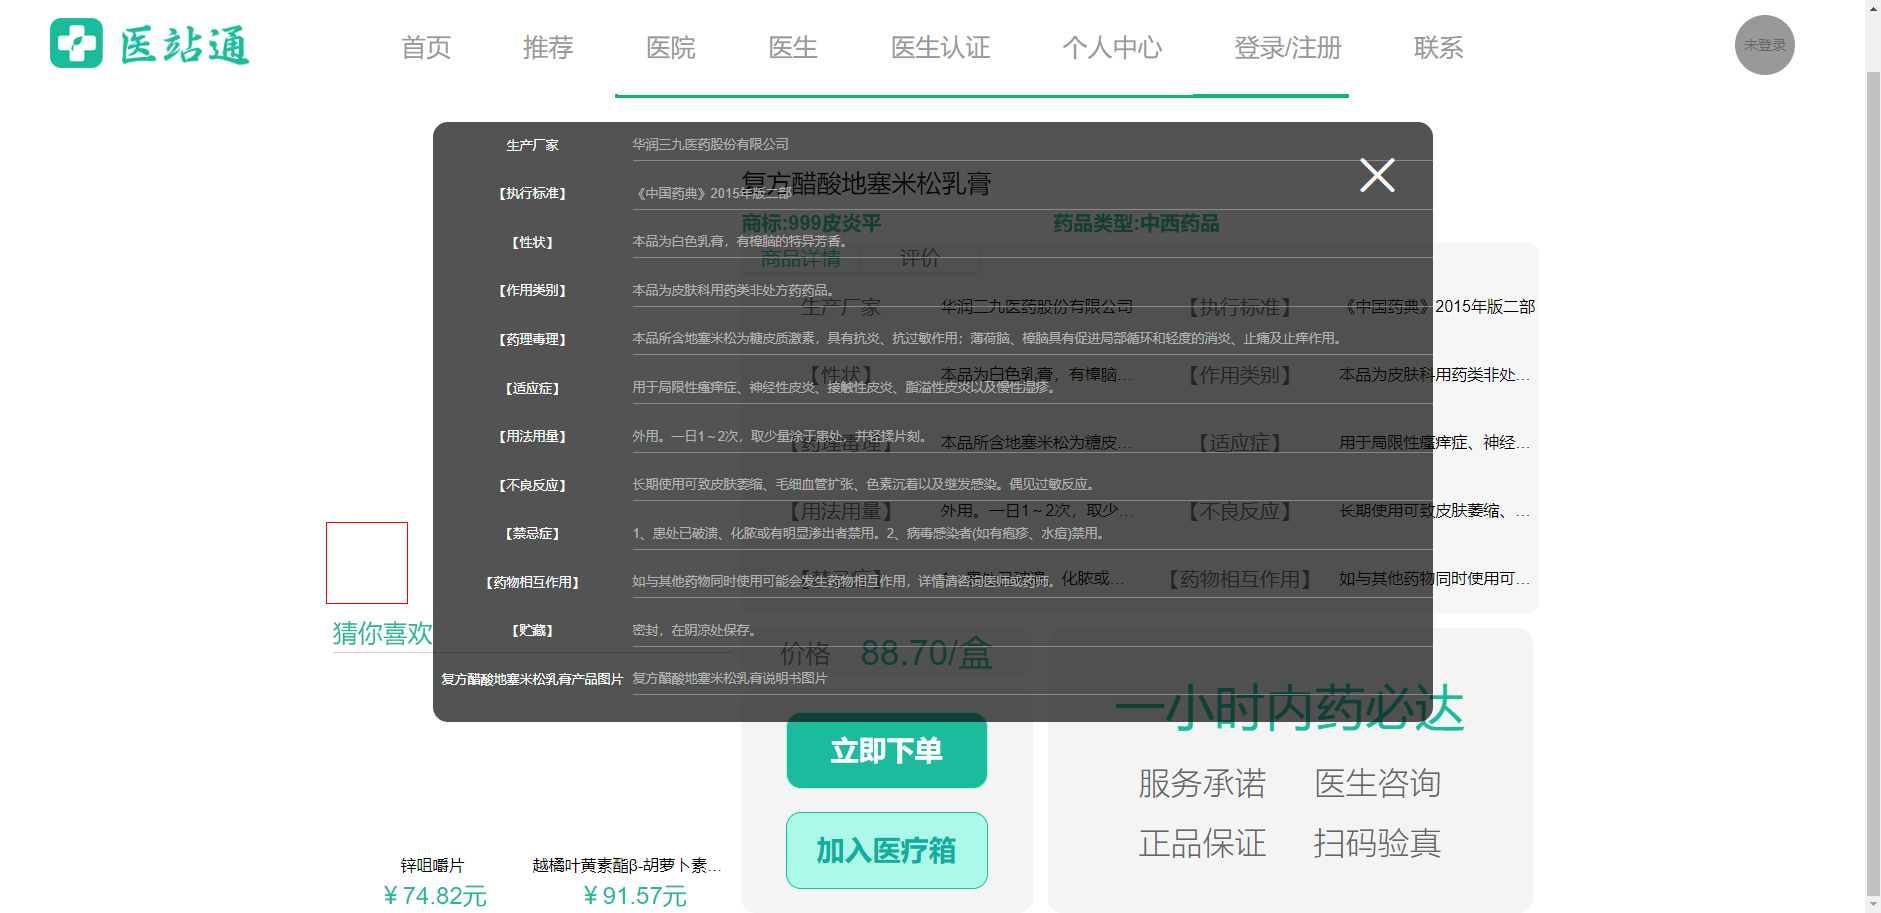 医站通
首页 推荐 医院 医生 医生认证 个人中心 登录/注册 联系
未登录
生产厂家 华润三九医药股份有限公司
【执行标准】 《中国药典》2015年版二部
【性状】 本品为白色乳膏，有樟脑的特异芳香。
【作用类别】 本品为皮肤科用药类非处方药药品。
【药理毒理】 本品所含地塞米松为糖皮质激素，具有抗炎、抗过敏作用；薄荷脑、樟脑具有促进局部循环和轻度的消炎、止痛及止痒作用。
【适应症】 用于局限性瘙痒症、神经性皮炎、接触性皮炎、脂溢性皮炎以及慢性湿疹。
【用法用量】 外用。一日1～2次，取少量涂于患处，并轻揉片刻。
【不良反应】 长期使用可致皮肤萎缩、毛细血管扩张、色素沉着以及继发感染。偶见过敏反应。
【禁忌症】 1、患处已破溃、化脓或有明显渗出者禁用。2、病毒感染者(如有疱疹、水痘)禁用。
【药物相互作用】 如与其他药物同时使用可能会发生药物相互作用，详情请咨询医师或药师。
【贮藏】 密封，在阴凉处保存。
复方醋酸地塞米松乳膏产品图片 复方醋酸地塞米松乳膏说明书图片
复方醋酸地塞米松乳膏
商标:999皮炎平 药品类型:中西药品
商品详情 评价
生产厂家 华润三九医药股份有限公司 【执行标准】 《中国药典》2015年版二部
【性状】 本品为白色乳膏，有樟脑... 【作用类别】 本品为皮肤科用药类非处...
【药理毒理】 本品所含地塞米松为糖皮... 【适应症】 用于局限性瘙痒症、神经...
【用法用量】 外用。一日1～2次，取少... 【不良反应】 长期使用可致皮肤萎缩、...
【禁忌症】 1、患处已破溃、化脓或... 【药物相互作用】 如与其他药物同时使用可...
猜你喜欢
价格 88.70/盒
立即下单
加入医疗箱
一小时内药必达
服务承诺 医生咨询
正品保证 扫码验真
锌咀嚼片 越橘叶黄素酯β-胡萝卜素...
￥74.82元 ￥91.57元